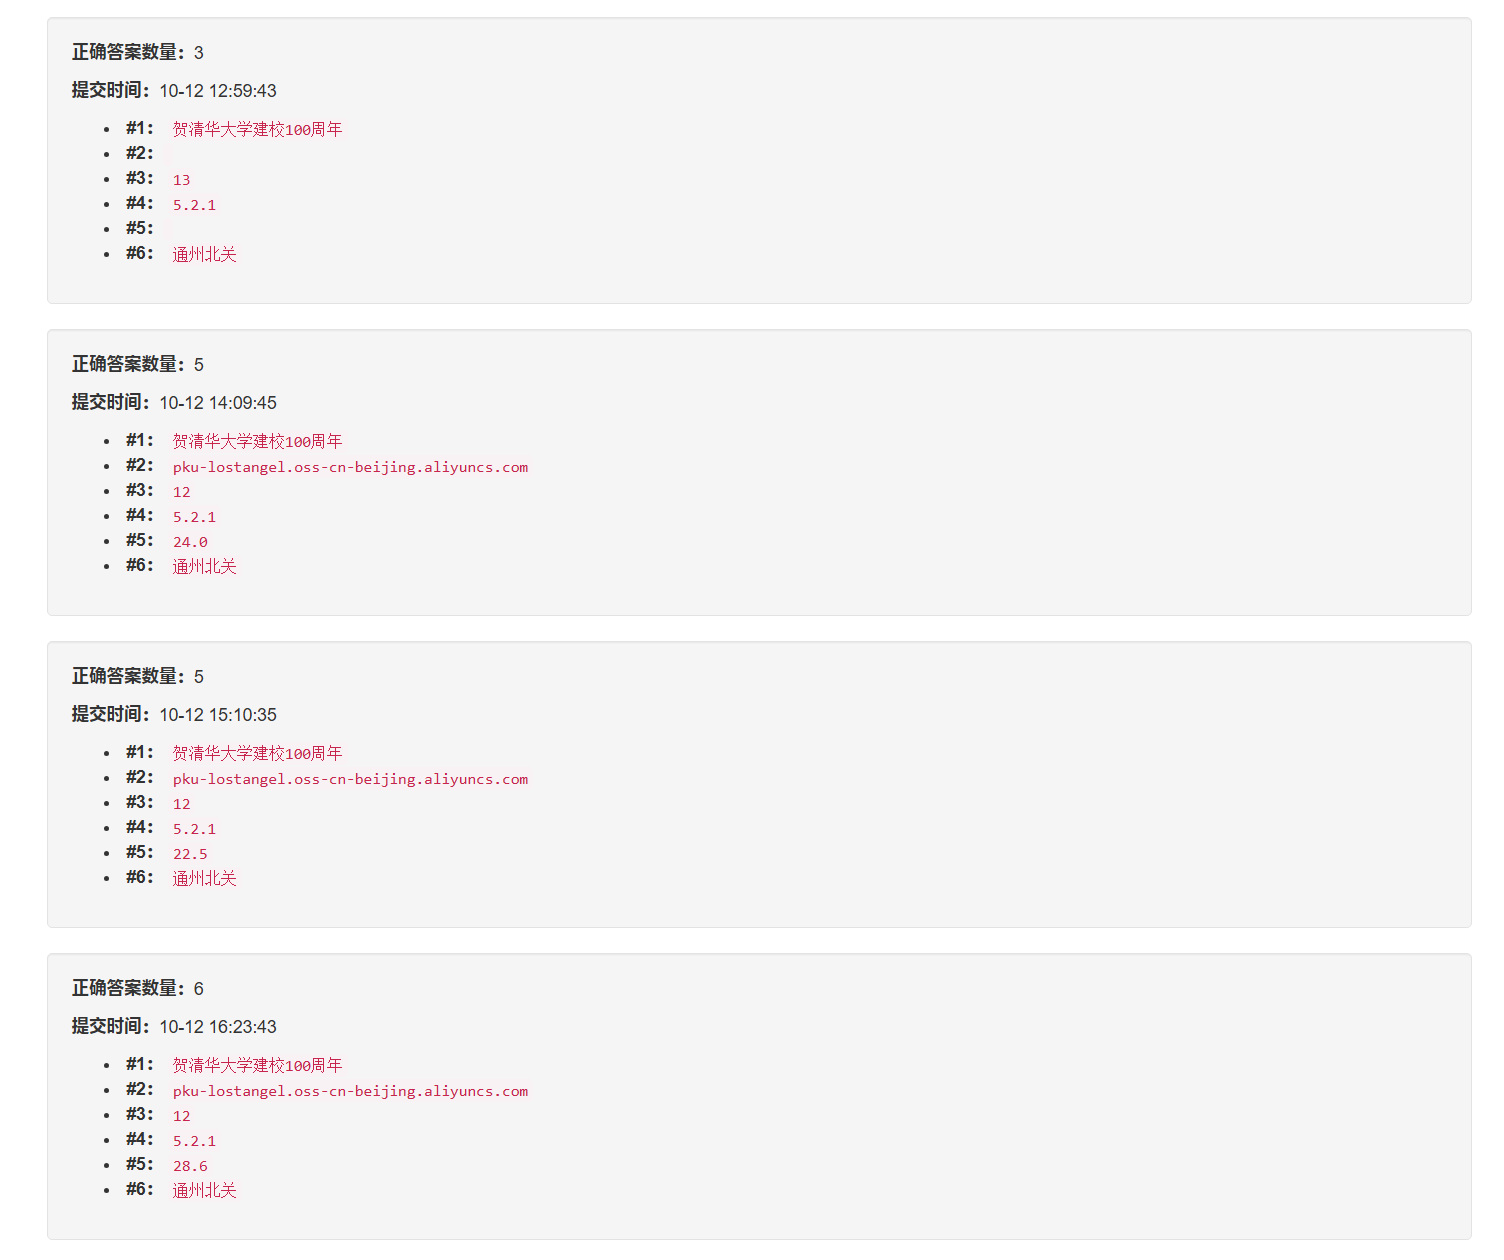 正确答案数量：3
提交时间：10-12 12:59:43
#1： 贺清华大学建校100周年
#2：
#3： 13
#4： 5.2.1
#5：
#6： 通州北关
正确答案数量：5
提交时间：10-12 14:09:45
#1： 贺清华大学建校100周年
#2： pku-lostangel.oss-cn-beijing.aliyuncs.com
#3： 12
#4： 5.2.1
#5： 24.0
#6： 通州北关
正确答案数量：5
提交时间：10-12 15:10:35
#1： 贺清华大学建校100周年
#2： pku-lostangel.oss-cn-beijing.aliyuncs.com
#3： 12
#4： 5.2.1
#5： 22.5
#6： 通州北关
正确答案数量：6
提交时间：10-12 16:23:43
#1： 贺清华大学建校100周年
#2： pku-lostangel.oss-cn-beijing.aliyuncs.com
#3： 12
#4： 5.2.1
#5： 28.6
#6： 通州北关